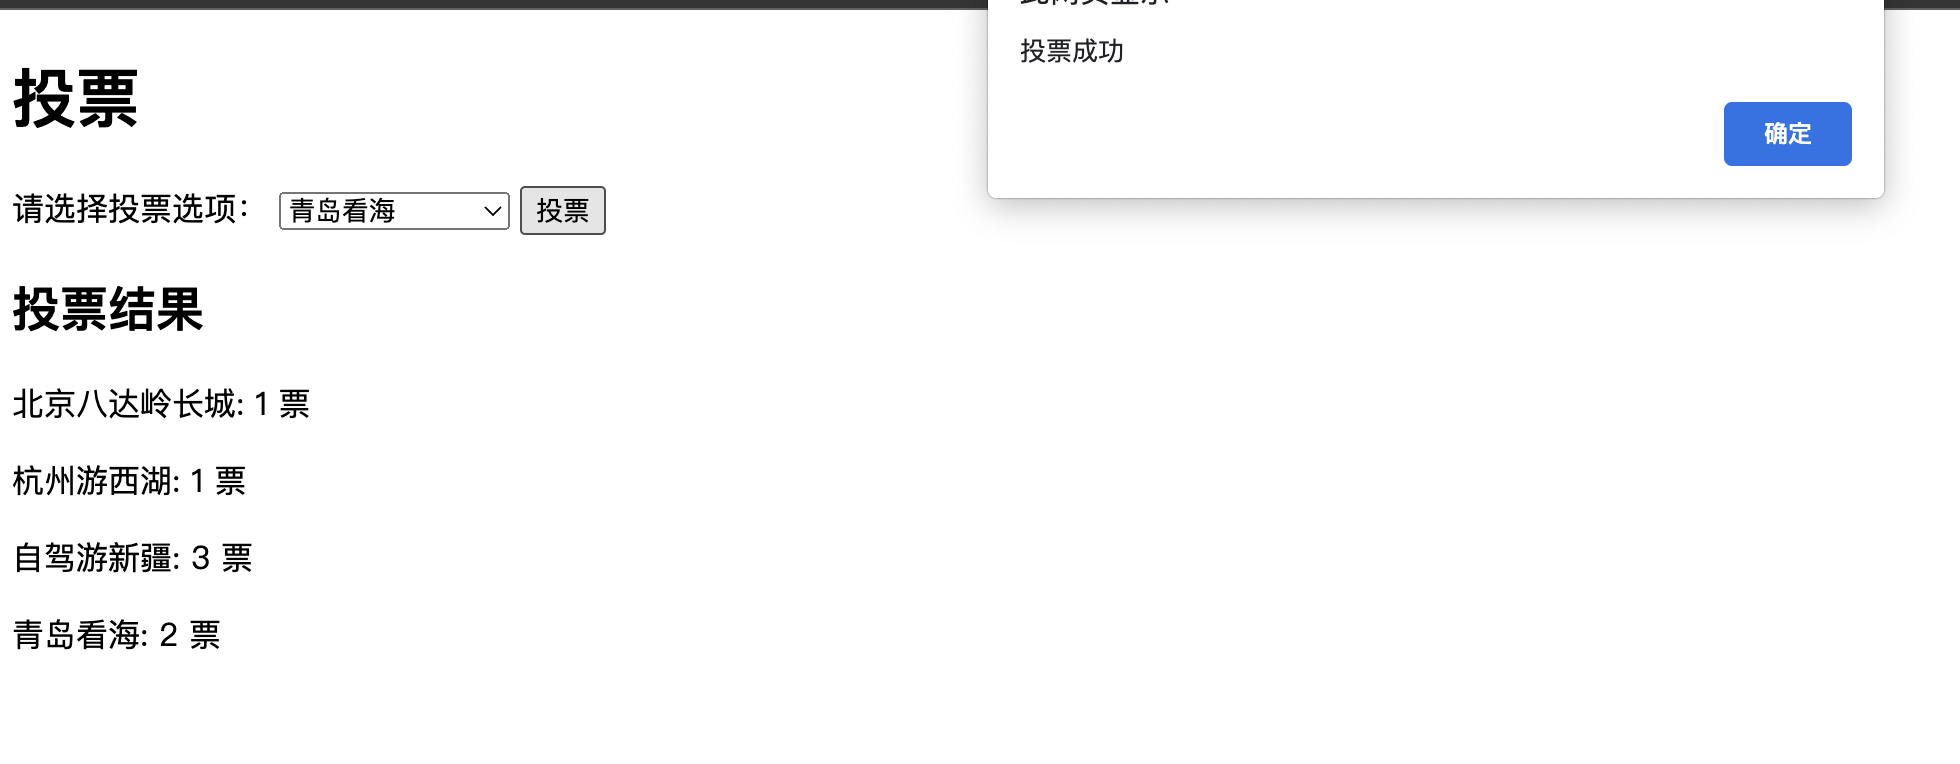 投票成功
确定
投票
请选择投票选项： 青岛看海 投票
投票结果
北京八达岭长城: 1 票
杭州游西湖: 1 票
自驾游新疆: 3 票
青岛看海: 2 票